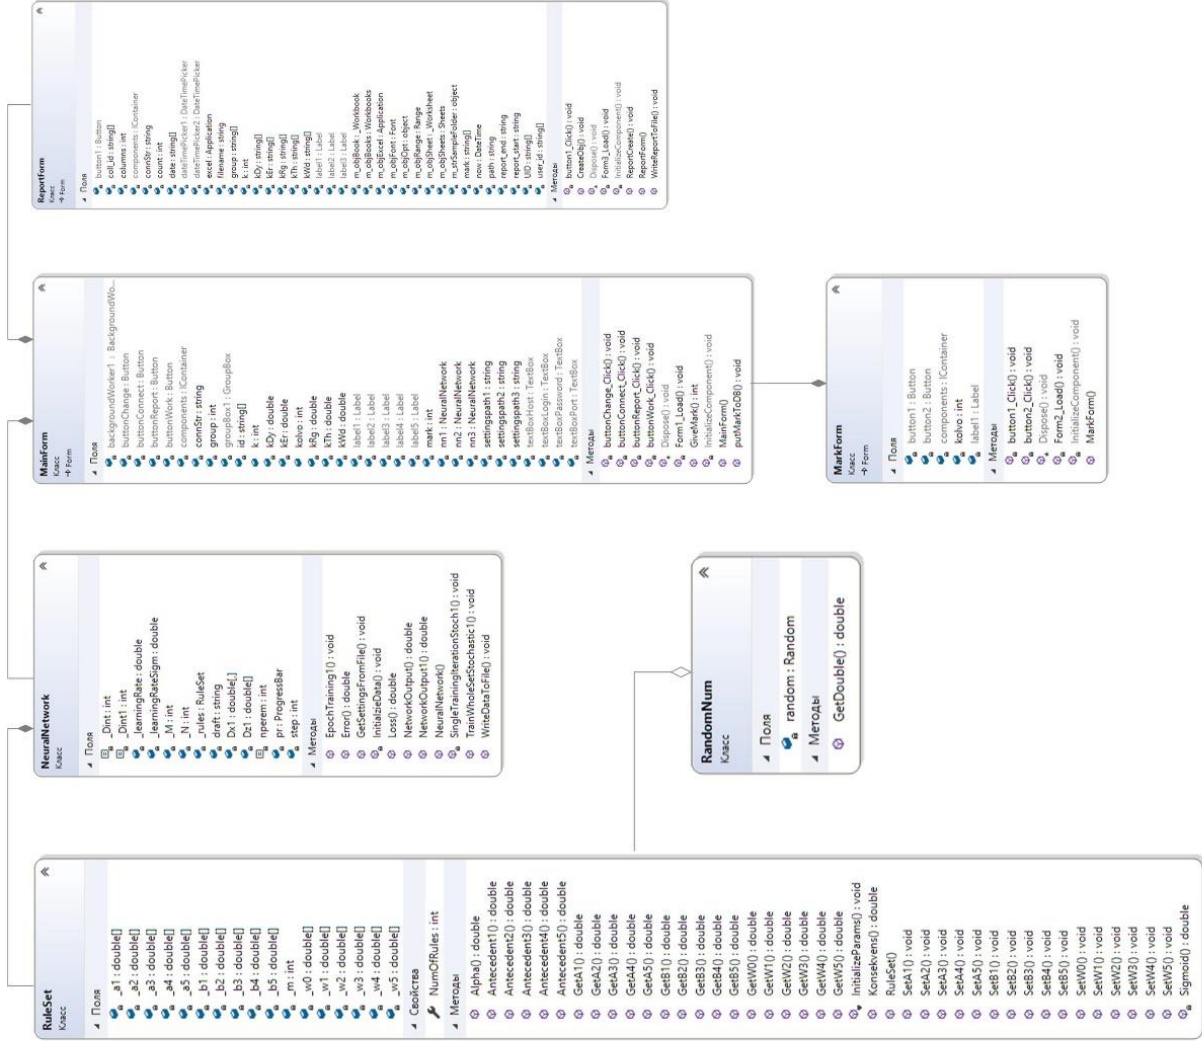 RuleSet
Класс
Поля
_a1 : double[]
_a2 : double[]
_a3 : double[]
_a4 : double[]
_a5 : double[]
_b1 : double[]
_b2 : double[]
_b3 : double[]
_b4 : double[]
_b5 : double[]
_m : int
_w0 : double[]
_w1 : double[]
_w2 : double[]
_w3 : double[]
_w4 : double[]
_w5 : double[]
Свойства
NumOfRules : int
Методы
Alpha() : double
Antecedent1() : double
Antecedent2() : double
Antecedent3() : double
Antecedent4() : double
Antecedent5() : double
GetA1() : double
GetA2() : double
GetA3() : double
GetA4() : double
GetA5() : double
GetB1() : double
GetB2() : double
GetB3() : double
GetB4() : double
GetB5() : double
GetW0() : double
GetW1() : double
GetW2() : double
GetW3() : double
GetW4() : double
GetW5() : double
InitializeParams() : void
Konsekvens() : double
RuleSet()
SetA1() : void
SetA2() : void
SetA3() : void
SetA4() : void
SetA5() : void
SetB1() : void
SetB2() : void
SetB3() : void
SetB4() : void
SetB5() : void
SetW0() : void
SetW1() : void
SetW2() : void
SetW3() : void
SetW4() : void
SetW5() : void
Sigmoid() : double
NeuralNetwork
Класс
Поля
_Dint : int
_Dint1 : int
_learningRate : double
_learningRateSigm : double
_M : int
_N : int
_rules : RuleSet
draft : string
Dx1 : double[,]
Dz1 : double[]
nperem : int
pr : ProgressBar
step : int
Методы
EpochTraining1() : void
Error() : double
GetSettingsFromFile() : void
InitialzieData() : void
Loss() : double
NetworkOutput() : double
NetworkOutput1() : double
NeuralNetwork()
SingleTrainingIterationStoch1() : void
TrainWholeSetStochastic1() : void
WriteDataToFile() : void
RandomNum
Класс
Поля
random : Random
Методы
GetDouble() : double
MainForm
Класс
→ Form
Поля
backgroundWorker1 : BackgroundWo...
buttonChange : Button
buttonConnect : Button
buttonReport : Button
buttonWork : Button
components : IContainer
connStr : string
group : int
groupBox1 : GroupBox
id : string[]
k : int
kDy : double
kEr : double
kolvo : int
kRg : double
kTh : double
kWd : double
label1 : Label
label2 : Label
label3 : Label
label4 : Label
label5 : Label
mark : int
nn1 : NeuralNetwork
nn2 : NeuralNetwork
nn3 : NeuralNetwork
settingspath1 : string
settingspath2 : string
settingspath3 : string
textBoxHost : TextBox
textBoxLogin : TextBox
textBoxPassword : TextBox
textBoxPort : TextBox
Методы
buttonChange_Click() : void
buttonConnect_Click() : void
buttonReport_Click() : void
buttonWork_Click() : void
Dispose() : void
Form1_Load() : void
GiveMark() : int
InitializeComponent() : void
MainForm()
putMarkToDB() : void
MarkForm
Класс
→ Form
Поля
button1 : Button
button2 : Button
components : IContainer
kolvo : int
label1 : Label
Методы
button1_Click() : void
button2_Click() : void
Dispose() : void
Form2_Load() : void
InitializeComponent() : void
MarkForm()
ReportForm
Класс
→ Form
Поля
button1 : Button
coll_id : string[]
columns : int
components : IContainer
connStr : string
count : int
date : string[]
dateTimePicker1 : DateTimePicker
dateTimePicker2 : DateTimePicker
excel : Application
filename : string
group : string[]
k : int
kDy : string[]
kEr : string[]
kRg : string[]
kTh : string[]
kWd : string[]
label1 : Label
label2 : Label
label3 : Label
m_objBook : _Workbook
m_objBooks : Workbooks
m_objExcel : Application
m_objFont : Font
m_objOpt : object
m_objRange : Range
m_objSheet : _Worksheet
m_objSheets : Sheets
m_strSampleFolder : object
mark : string[]
now : DateTime
path : string
report_end : string
report_start : string
UID : string[]
user_id : string[]
Методы
button1_Click() : void
CreateObj() : void
Dispose() : void
Form3_Load() : void
InitializeComponent() : void
ReportCreate() : void
ReportForm()
WriteReportToFile() : void